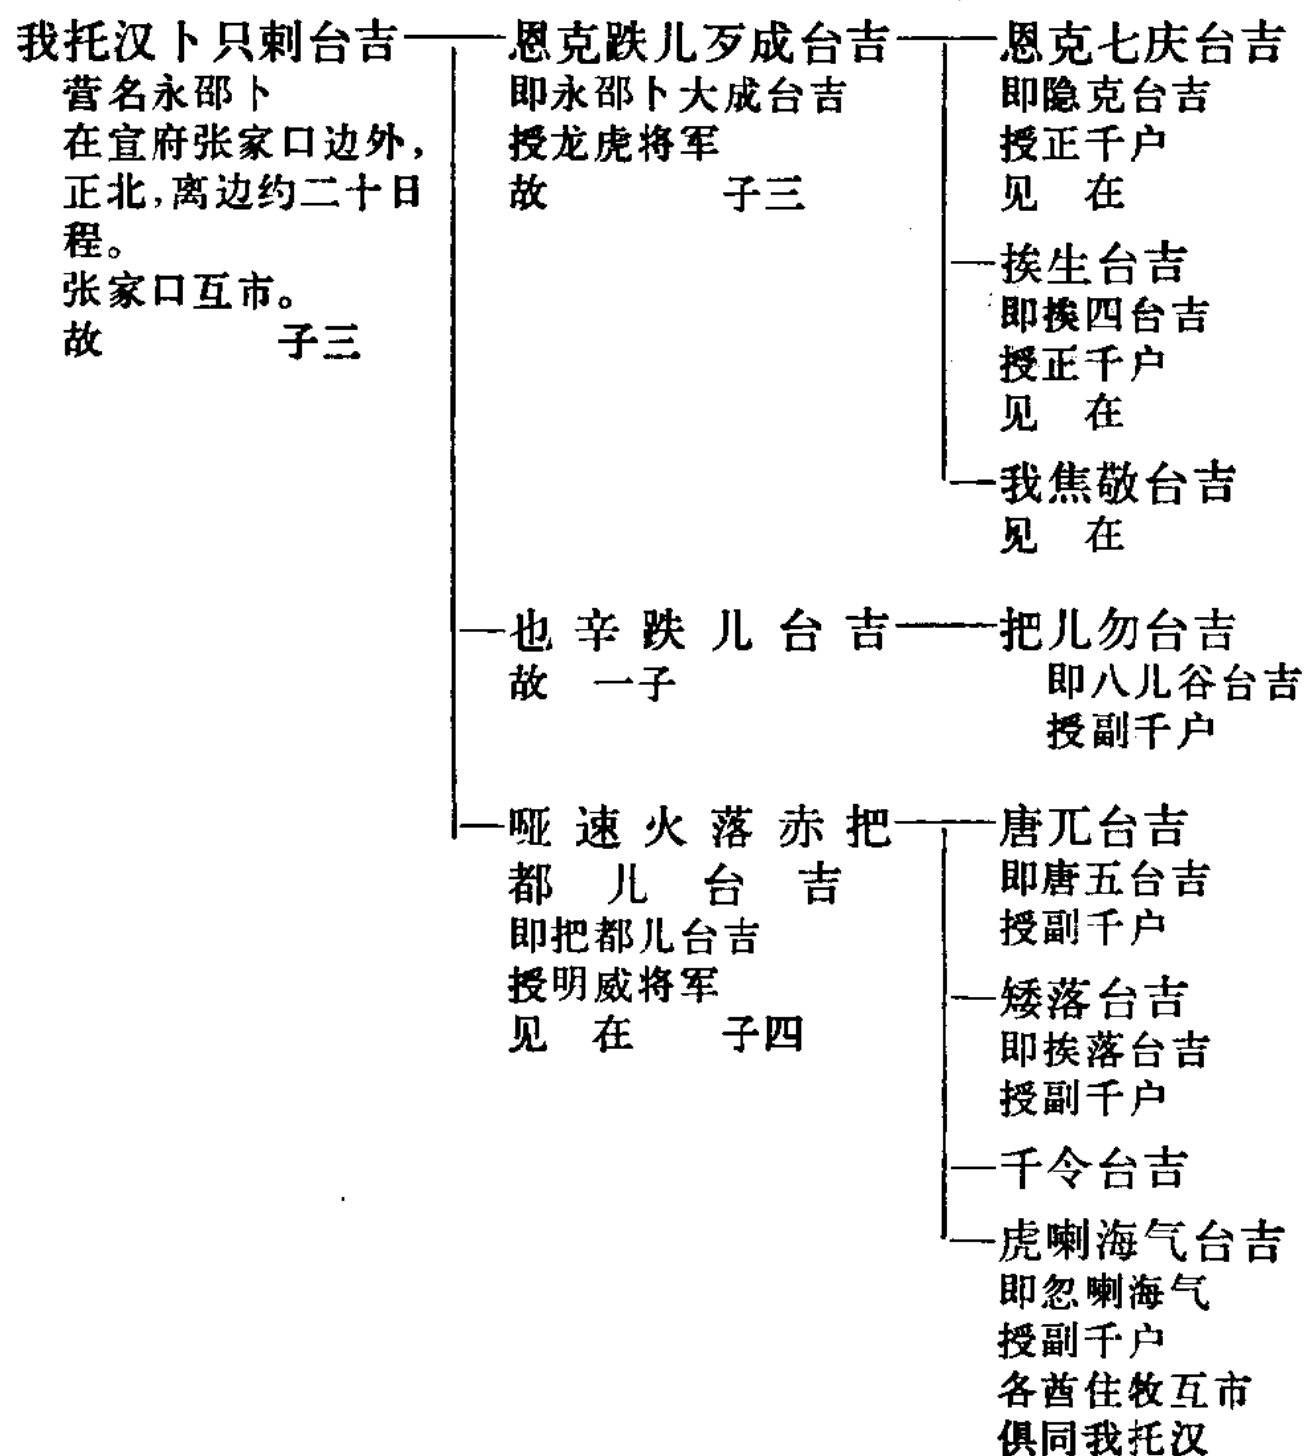 我托汉卜只剌台吉
营名永邵卜
在宣府张家口边外，
正北，离边约二十日
程。
张家口互市。
故 子三
恩克跌儿歹成台吉
即永邵卜大成台吉
授龙虎将军
故 子三
恩克七庆台吉
即隐克台吉
授正千户
见 在
挨生台吉
即挨四台吉
授正千户
见 在
我焦敬台吉
见 在
也辛跌儿台吉
故 一子
把儿勿台吉
即八儿谷台吉
授副千户
哑速火落赤把
都儿台吉
即把都儿台吉
授明威将军
见 在 子四
唐兀台吉
即唐五台吉
授副千户
矮落台吉
即挨落台吉
授副千户
千令台吉
虎喇海气台吉
即忽喇海气
授副千户
各酋住牧互市
俱同我托汉